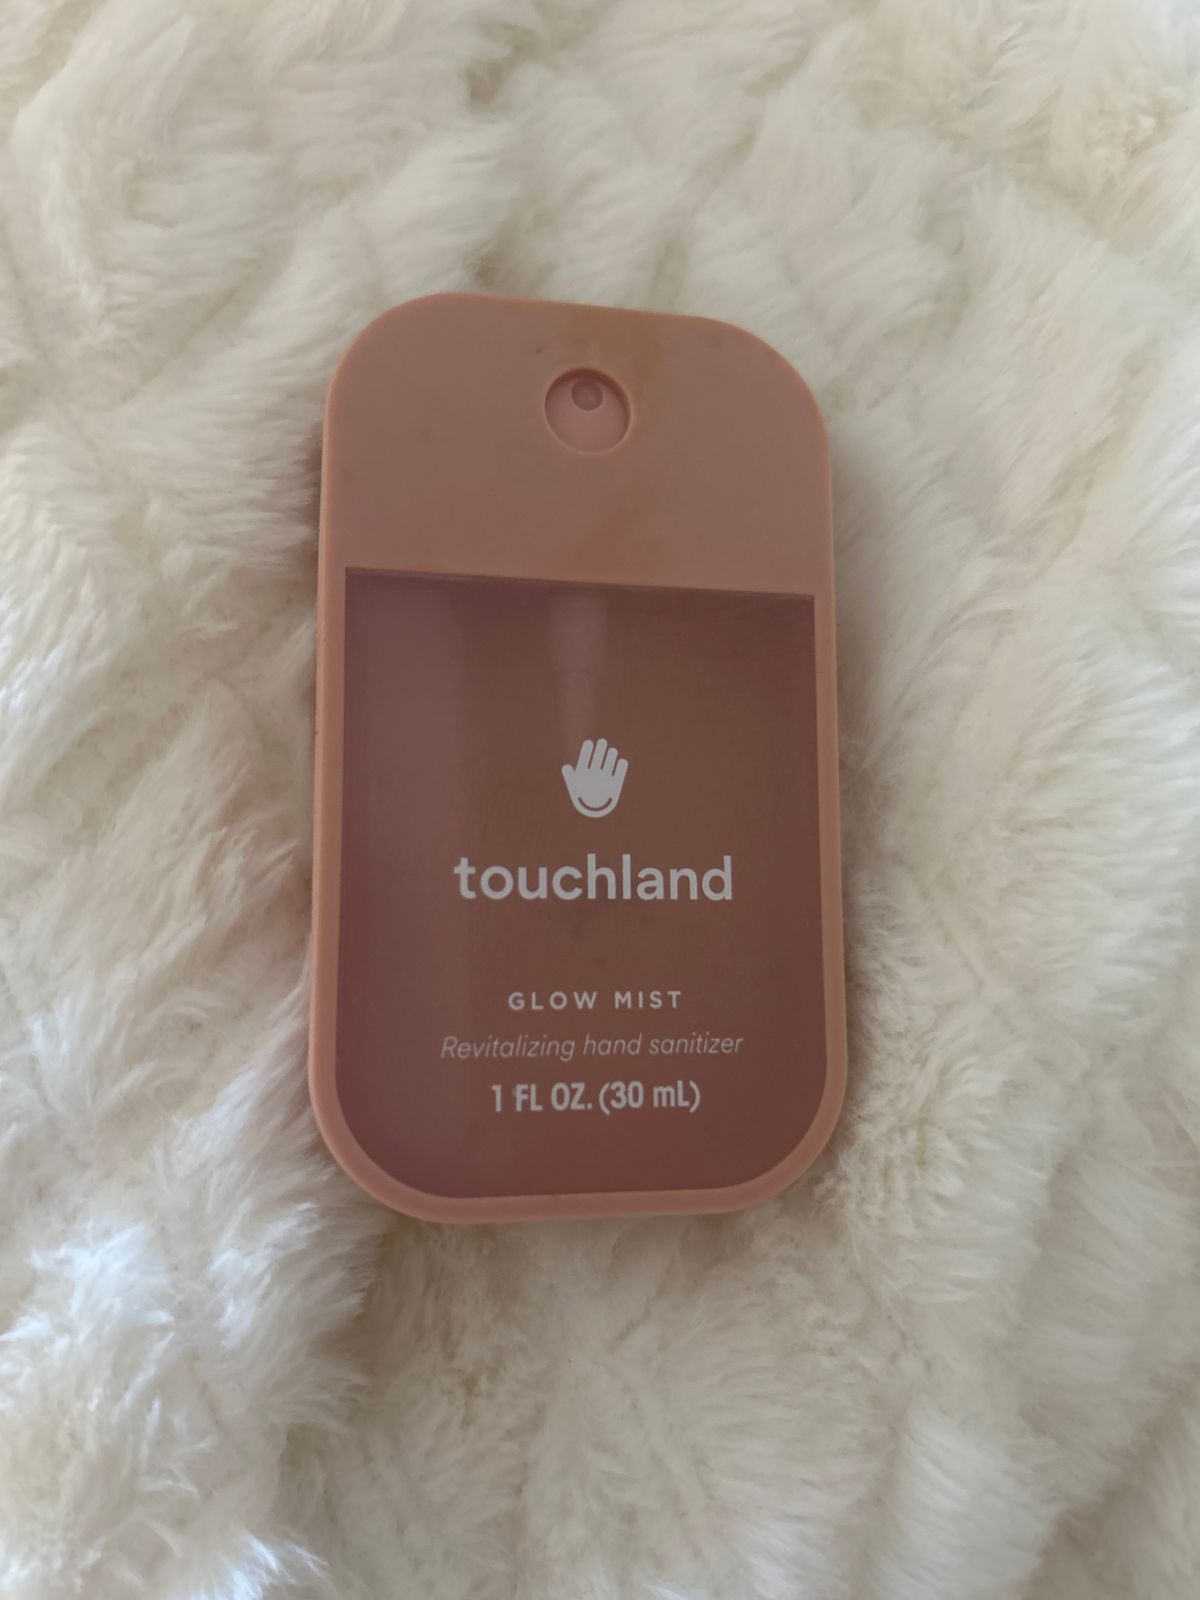 touchland
GLOW MIST
Revitalizing hand sanitizer
1 FL OZ. (30 mL)